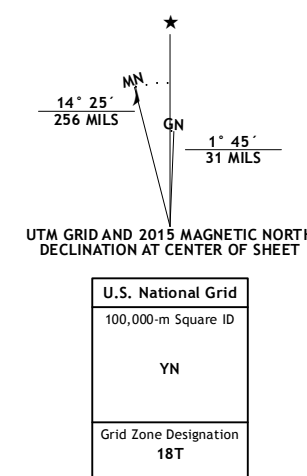 ★
MN
14° 25´
256 MILS
GN
1° 45´
31 MILS
UTM GRID AND 2015 MAGNETIC NORTH
DECLINATION AT CENTER OF SHEET
U.S. National Grid
100,000-m Square ID
YN
Grid Zone Designation
18T